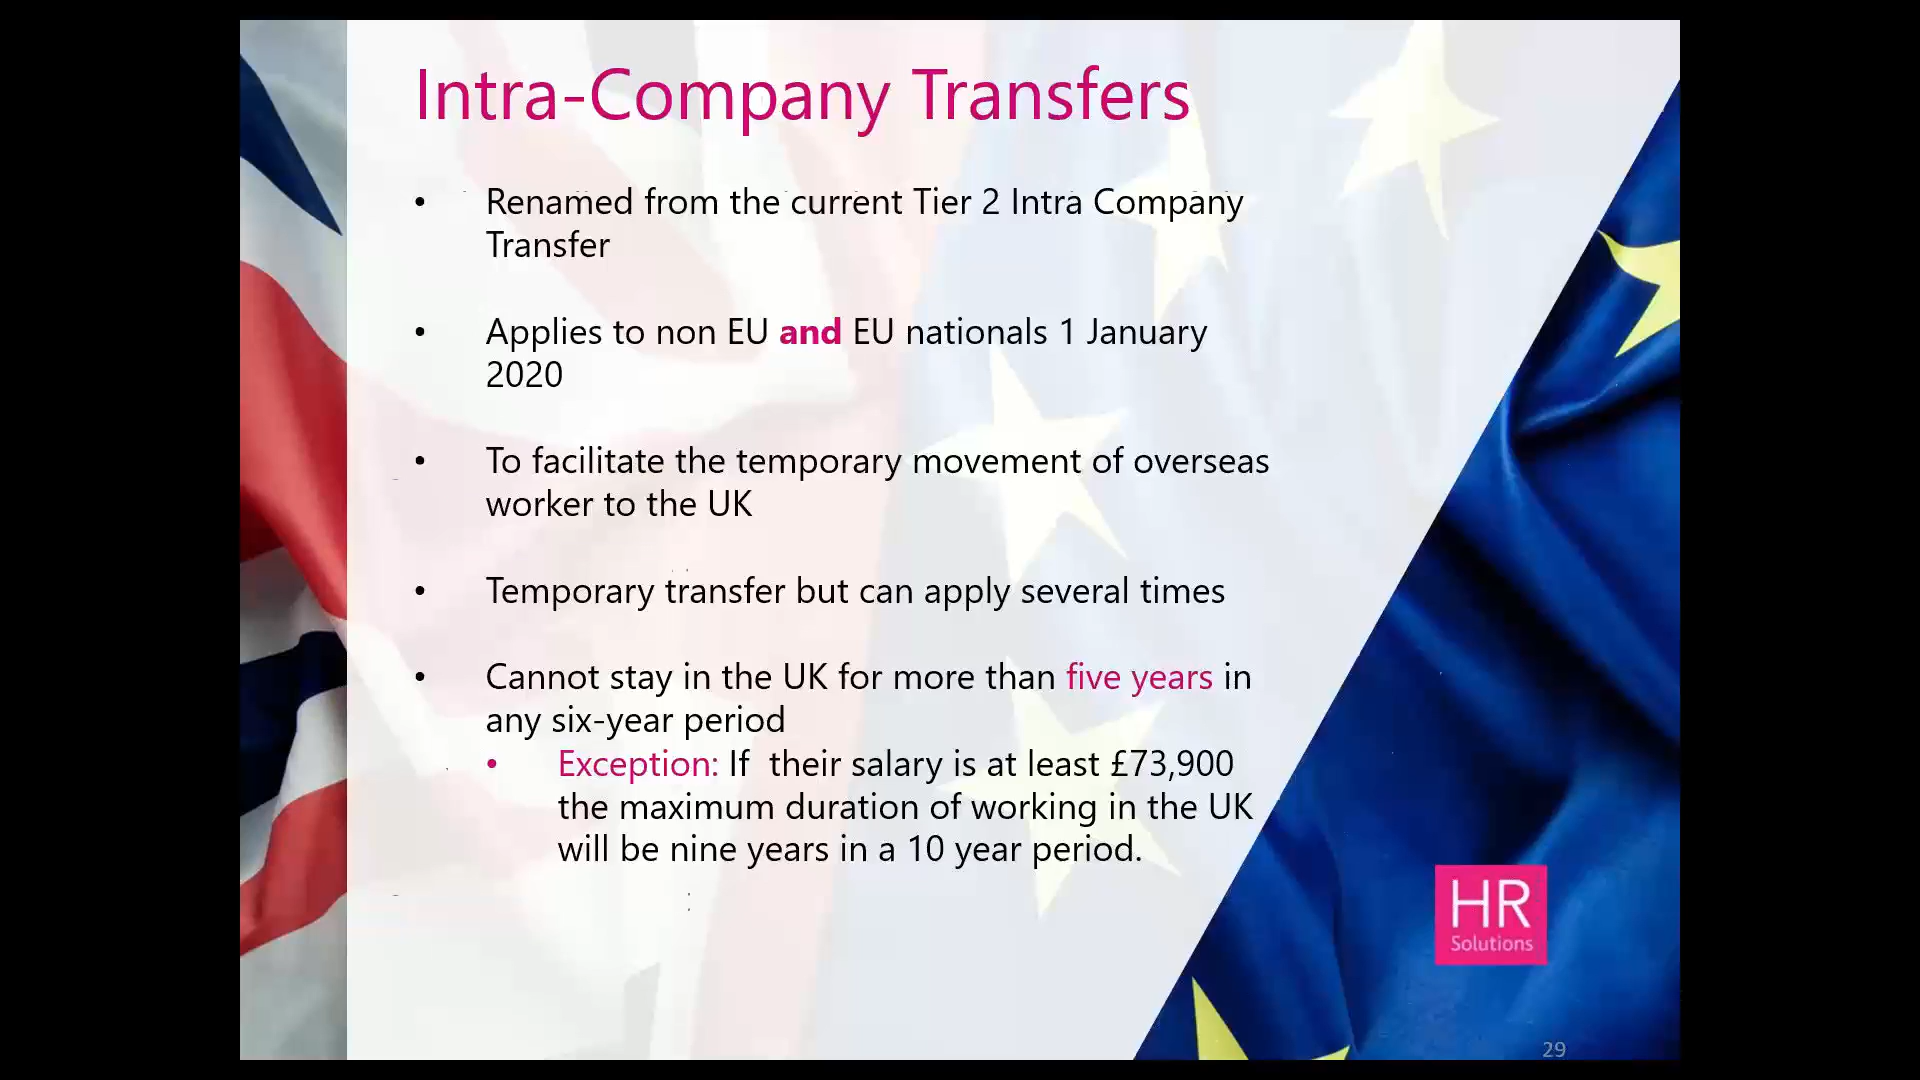 Intra-Company Transfers
• Renamed from the current Tier 2 Intra Company
Transfer
• Applies to non EU and EU nationals 1 January
2020
• To facilitate the temporary movement of overseas
worker to the UK
• Temporary transfer but can apply several times
• Cannot stay in the UK for more than five years in
any six-year period
• Exception: If  their salary is at least £73,900
the maximum duration of working in the UK
will be nine years in a 10 year period.
HR
Solutions
29